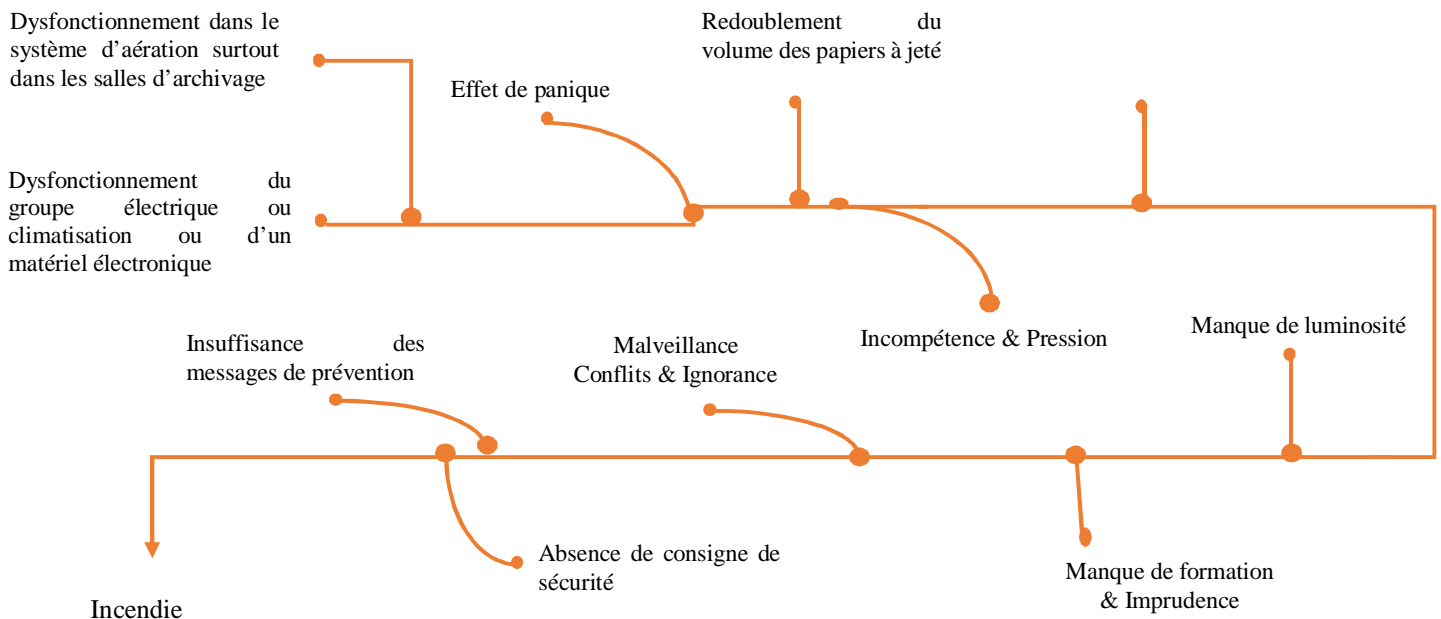 Dysfonctionnement dans le
système d'aération surtout
dans les salles d'archivage
Redoublement du
volume des papiers à jeté
Effet de panique
Dysfonctionnement du
groupe électrique ou
climatisation ou d'un
matériel électronique
Incompétence & Pression
Manque de luminosité
Insuffisance des
messages de prévention
Malveillance
Conflits & Ignorance
Absence de consigne de
sécurité
Manque de formation
& Imprudence
Incendie